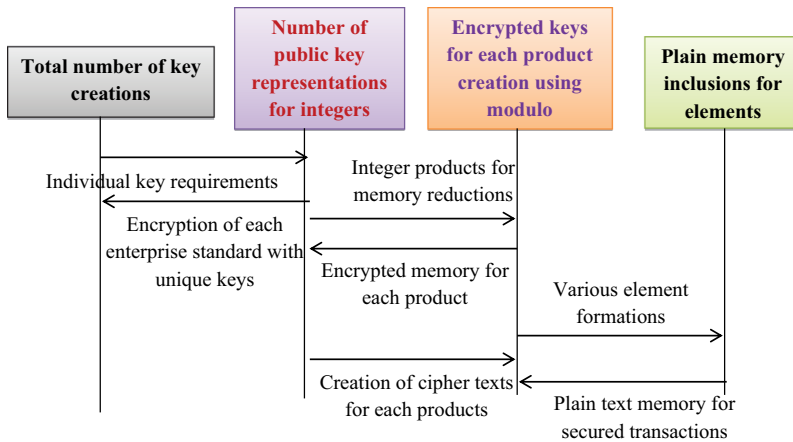 Total number of key
creations
Number of
public key
representations
for integers
Encrypted keys
for each product
creation using
modulo
Plain memory
inclusions for
elements
Individual key requirements
Integer products for
memory reductions
Encryption of each
enterprise standard with
unique keys
Encrypted memory for
each product
Various element
formations
Creation of cipher texts
for each products
Plain text memory for
secured transactions